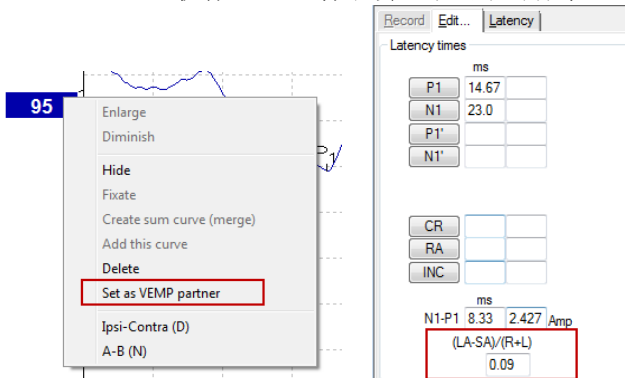 95
Enlarge
Diminish
Hide
Fixate
Create sum curve (merge)
Add this curve
Delete
Set as VEMP partner
Ipsi-Contra (D)
A-B (N)
P1
Record Edit... Latency
Latency times
ms
P1 14.67
N1 23.0
P1'
N1'
CR
RA
INC
ms
N1-P1 8.33 2.427 Amp
(LA-SA)/(R+L)
0.09